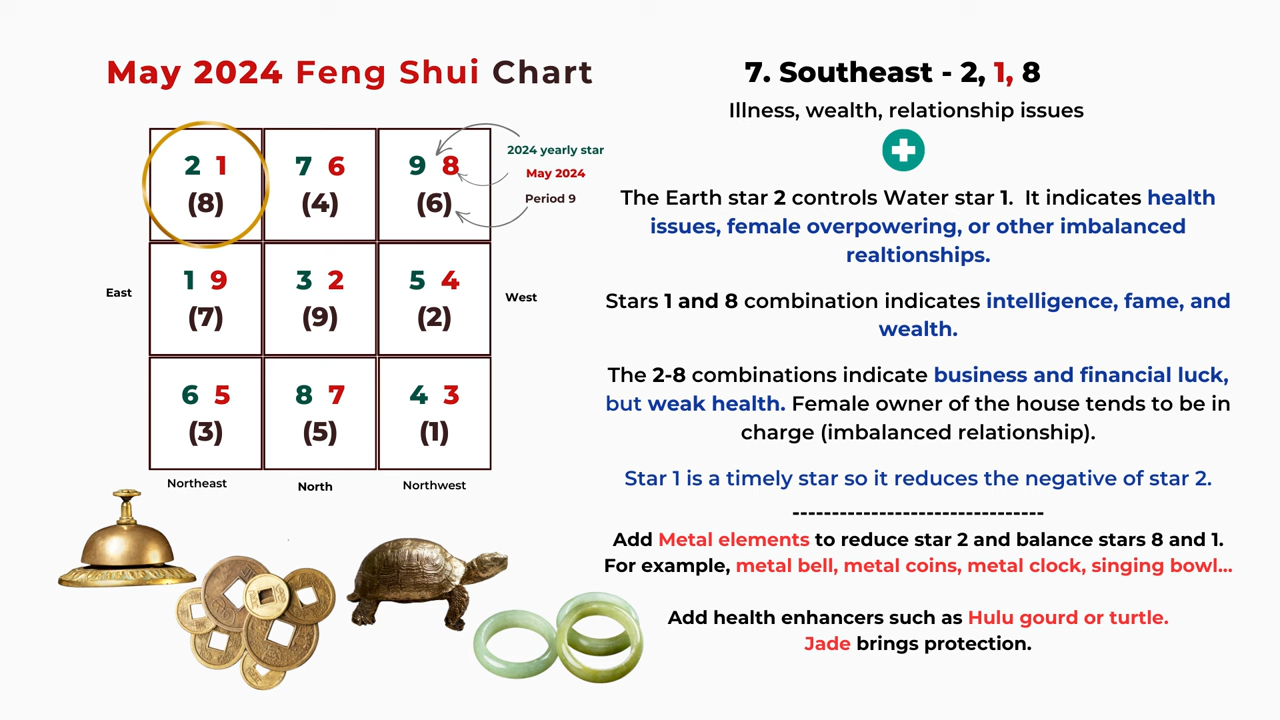 May 2024 Feng Shui Chart
2 1
(8)
7 6
(4)
9 8
(6)
2024 yearly star
May 2024
Period 9
East
1 9
(7)
3 2
(9)
5 4
(2)
West
6 5
(3)
8 7
(5)
4 3
(1)
Northeast
North
Northwest
7. Southeast - 2, 1, 8
Illness, wealth, relationship issues
The Earth star 2 controls Water star 1. It indicates health
issues, female overpowering, or other imbalanced
realtionships.
Stars 1 and 8 combination indicates intelligence, fame, and
wealth.
The 2-8 combinations indicate business and financial luck,
but weak health. Female owner of the house tends to be in
charge (imbalanced relationship).
Star 1 is a timely star so it reduces the negative of star 2.
--------------------------------
Add Metal elements to reduce star 2 and balance stars 8 and 1.
For example, metal bell, metal coins, metal clock, singing bowl...
Add health enhancers such as Hulu gourd or turtle.
Jade brings protection.